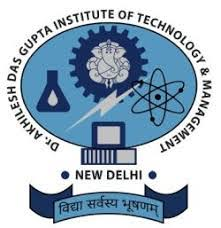 DR. AKHILESH DAS GUPTA INSTITUTE OF TECHNOLOGY & MANAGEMENT
• NEW DELHI •
विद्या सर्वस्य भूषणम्